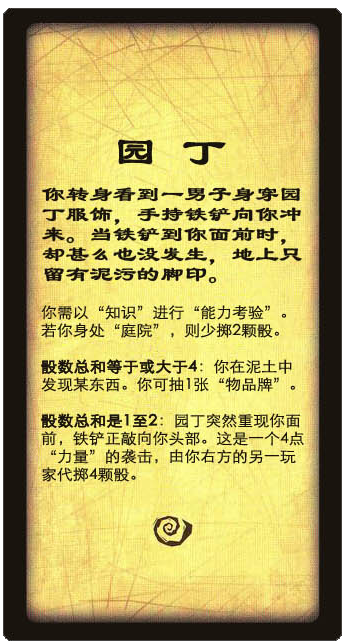 园 丁
你转身看到一男子身穿园
丁服饰，手持铁铲向你冲
来。当铁铲到你面前时，
却甚么也没发生，地上只
留有泥污的脚印。
你需以“知识”进行“能力考验”。
若你身处“庭院”，则少掷2颗骰。
骰数总和等于或大于4：你在泥土中
发现某东西。你可抽1张“物品牌”。
骰数总和是1至2：园丁突然重现你面
前，铁铲正敲向你头部。这是一个4点
“力量”的袭击，由你右方的另一玩
家代掷4颗骰。